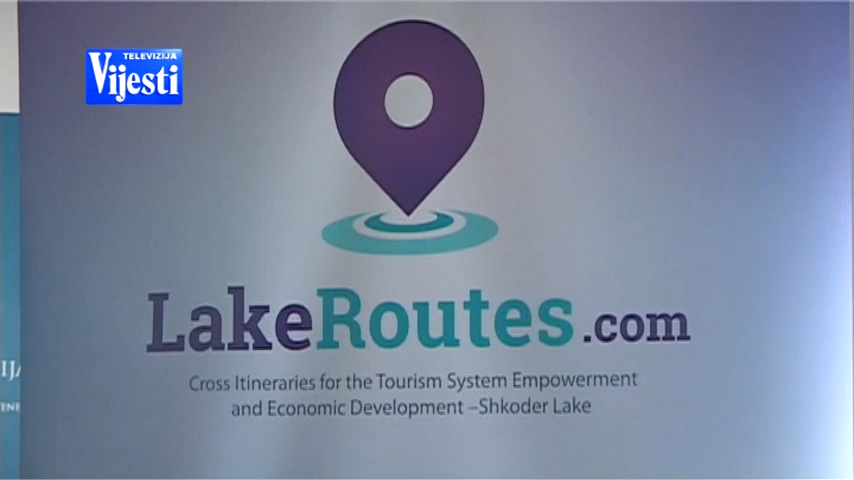 TELEVIZIJA
Vijesti
LakeRoutes.com
Cross Itineraries for the Tourism System Empowerment
and Economic Development –Shkoder Lake